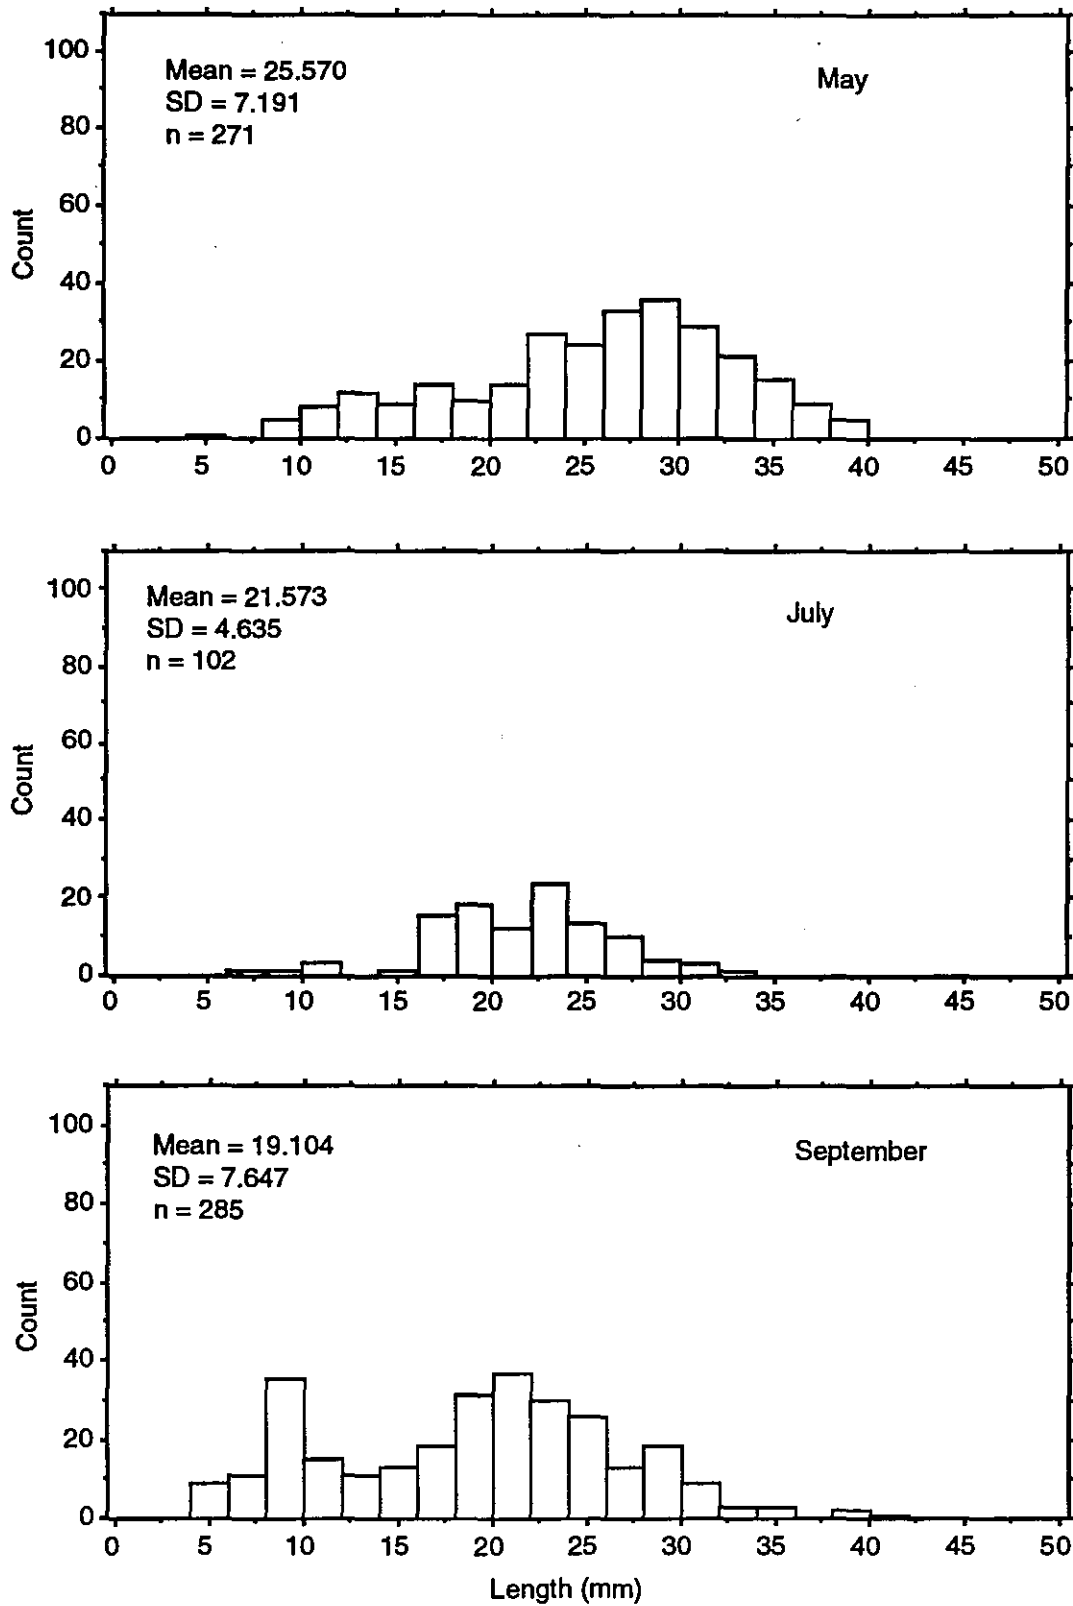 100
80
60
40
20
0
Count
Mean = 25.570
SD = 7.191
n = 271
May
0 5 10 15 20 25 30 35 40 45 50
100
80
60
40
20
0
Count
Mean = 21.573
SD = 4.635
n = 102
July
0 5 10 15 20 25 30 35 40 45 50
100
80
60
40
20
0
Count
Mean = 19.104
SD = 7.647
n = 285
September
0 5 10 15 20 25 30 35 40 45 50
Length (mm)